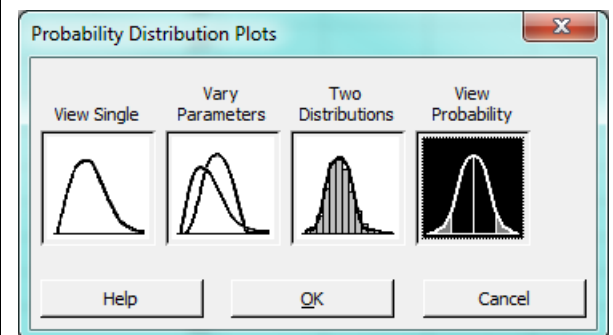 Probability Distribution Plots
View Single
Vary
Parameters
Two
Distributions
View
Probability
Help
OK
Cancel